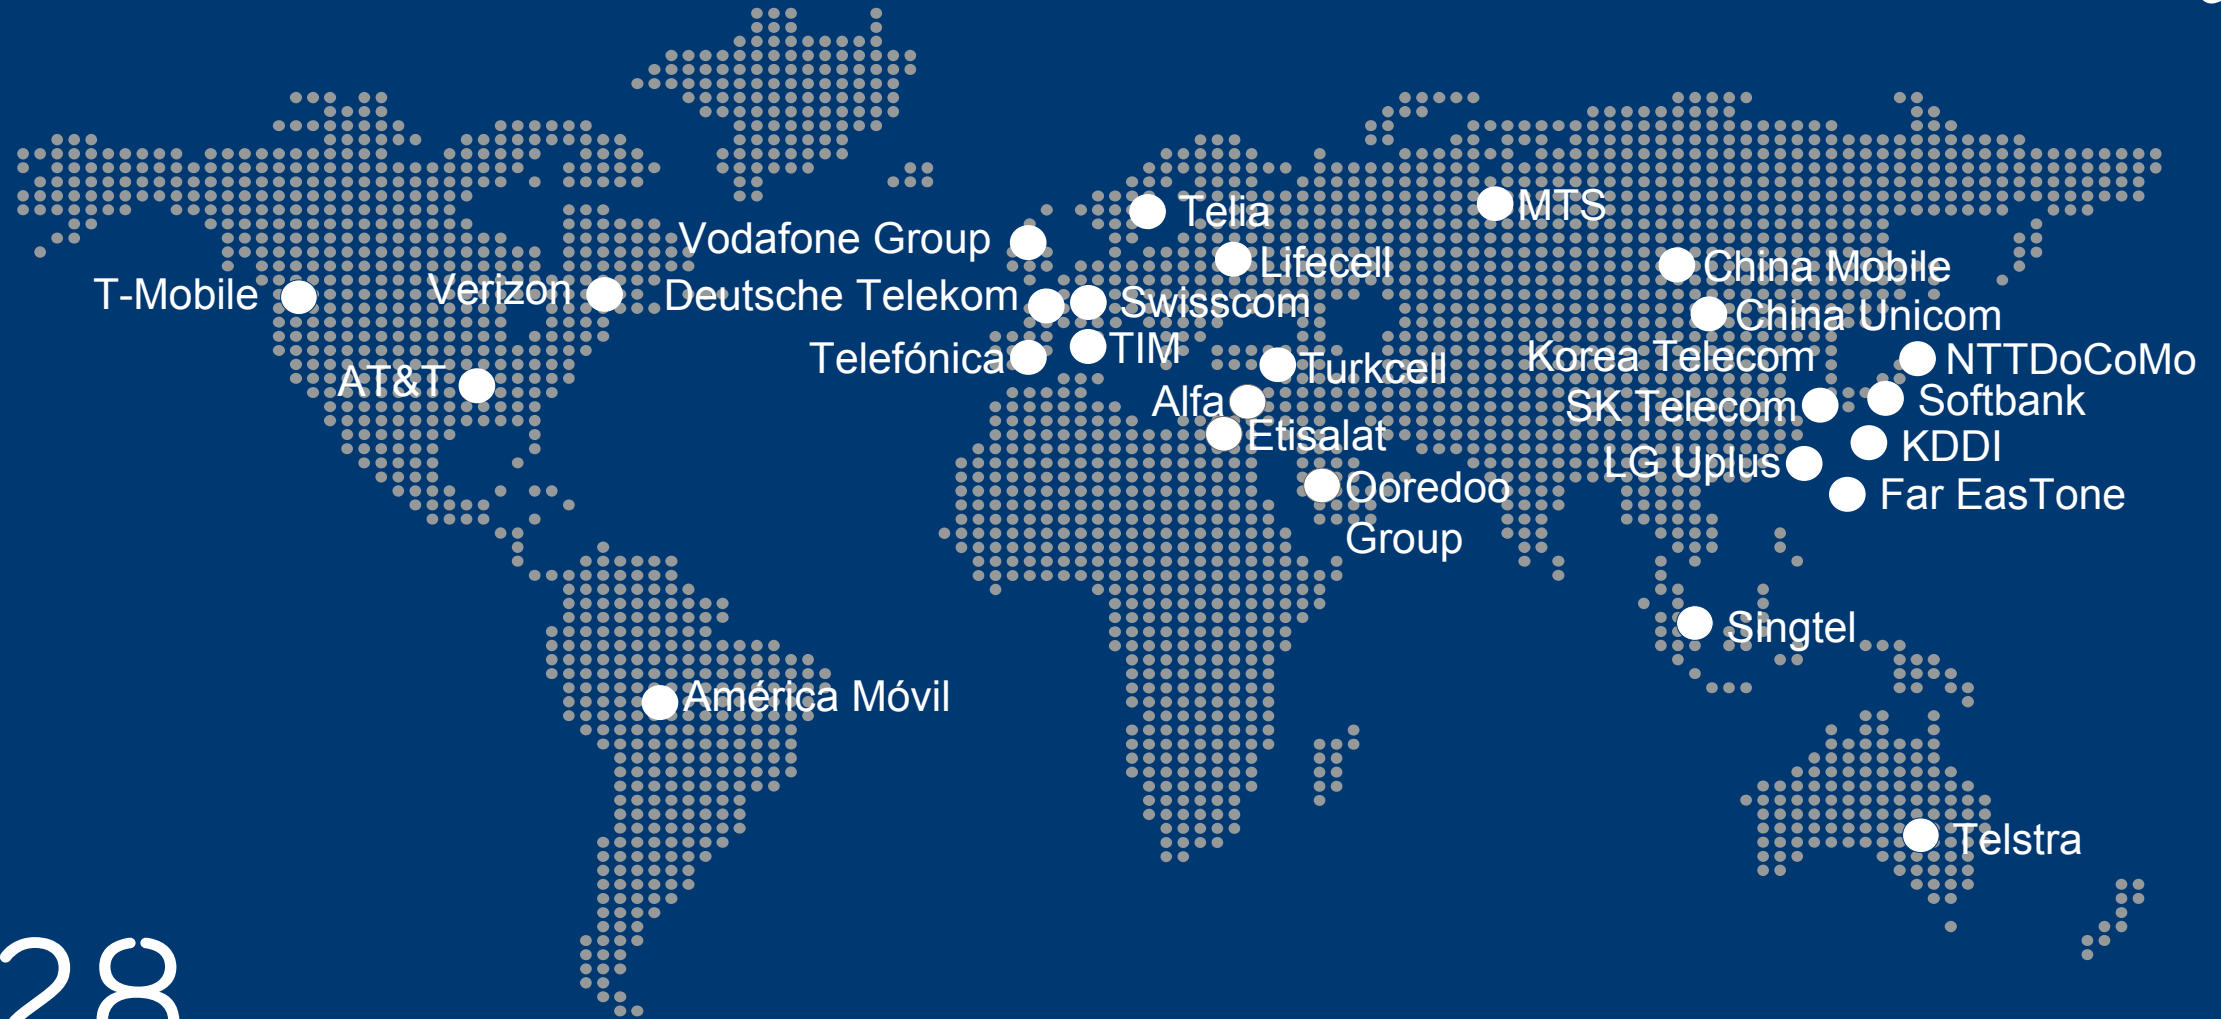 Telia
MTS
Vodafone Group
Lifecell
China Mobile
T-Mobile
Verizon
Deutsche Telekom
Swisscom
China Unicom
Telefónica
TIM
Turkcell
Korea Telecom
NTTDoCoMo
AT&T
Alfa
SK Telecom
Softbank
Etisalat
KDDI
LG Uplus
Ooredoo
Group
Far EasTone
Singtel
América Móvil
Telstra
28